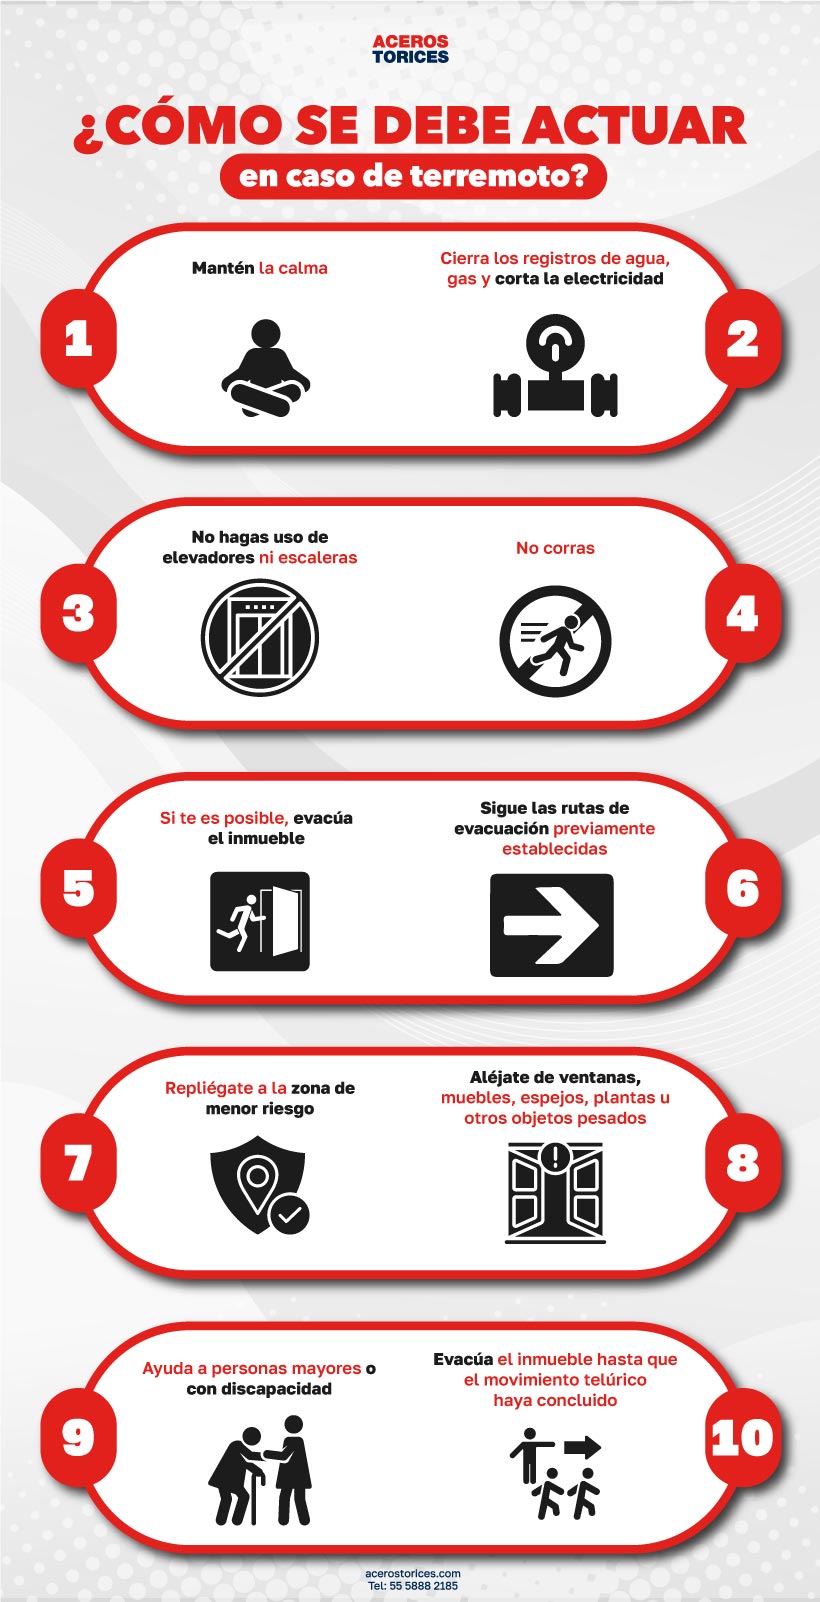 ACEROS
TORICES
¿CÓMO SE DEBE ACTUAR
en caso de terremoto?
1
Mantén la calma
Cierra los registros de agua,
gas y corta la electricidad
2
3
No hagas uso de
elevadores ni escaleras
No corras
4
5
Si te es posible, evacúa
el inmueble
Sigue las rutas de
evacuación previamente
establecidas
6
7
Repliégate a la zona de
menor riesgo
Aléjate de ventanas,
muebles, espejos, plantas u
otros objetos pesados
8
9
Ayuda a personas mayores o
con discapacidad
Evacúa el inmueble hasta que
el movimiento telúrico
haya concluido
10
acerostorices.com
Tel: 55 5888 2185